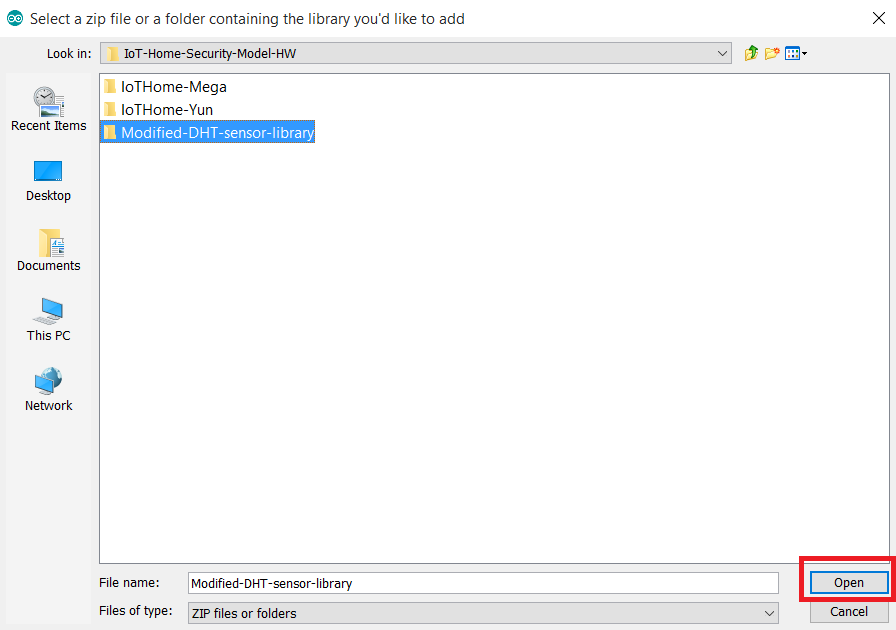 Select a zip file or a folder containing the library you'd like to add
Look in: IoT-Home-Security-Model-HW
IoTHome-Mega
IoTHome-Yun
Modified-DHT-sensor-library
Recent Items
Desktop
Documents
This PC
Network
File name: Modified-DHT-sensor-library
Open
Files of type: ZIP files or folders
Cancel